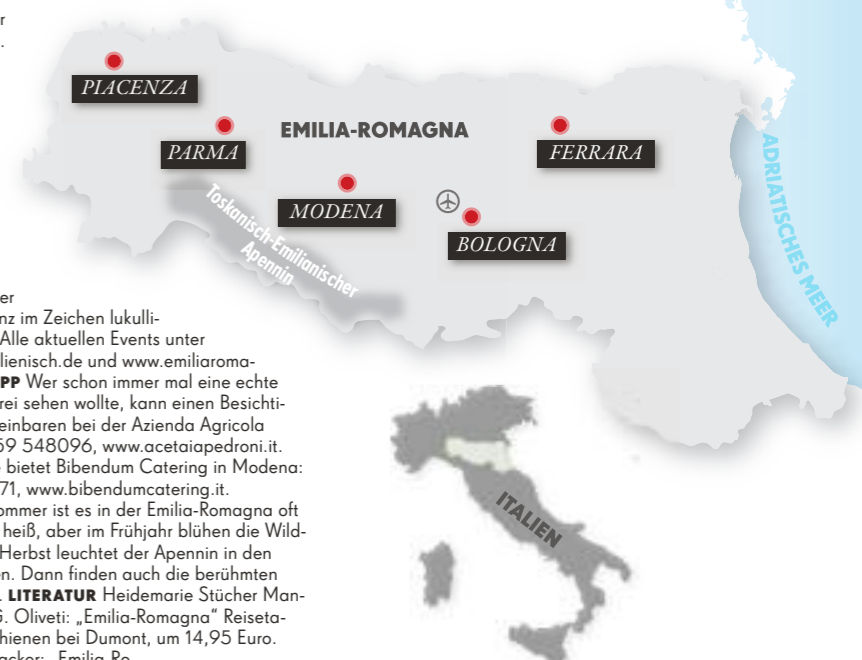 r
.
PIACENZA
PARMA
EMILIA-ROMAGNA
FERRARA
MODENA
BOLOGNA
Toskanisch-Emilianischer
Apennin
ADRIATISCHES MEER
er
nz im Zeichen lukulli-
Alle aktuellen Events unter
lienisch.de und www.emiliaroma-
PP Wer schon immer mal eine echte
rei sehen wollte, kann einen Besichti-
einbaren bei der Azienda Agricola
59 548096, www.acetaiapedroni.it.
bietet Bibendum Catering in Modena:
71, www.bibendumcatering.it.
ommer ist es in der Emilia-Romagna oft
heiß, aber im Frühjahr blühen die Wild-
Herbst leuchtet der Apennin in den
n. Dann finden auch die berühmten
. LITERATUR Heidemarie Stücher Man-
G. Oliveti: „Emilia-Romagna“ Reiseta-
hienen bei Dumont, um 14,95 Euro.
acker: „Emilia-Ro-
ITALIEN